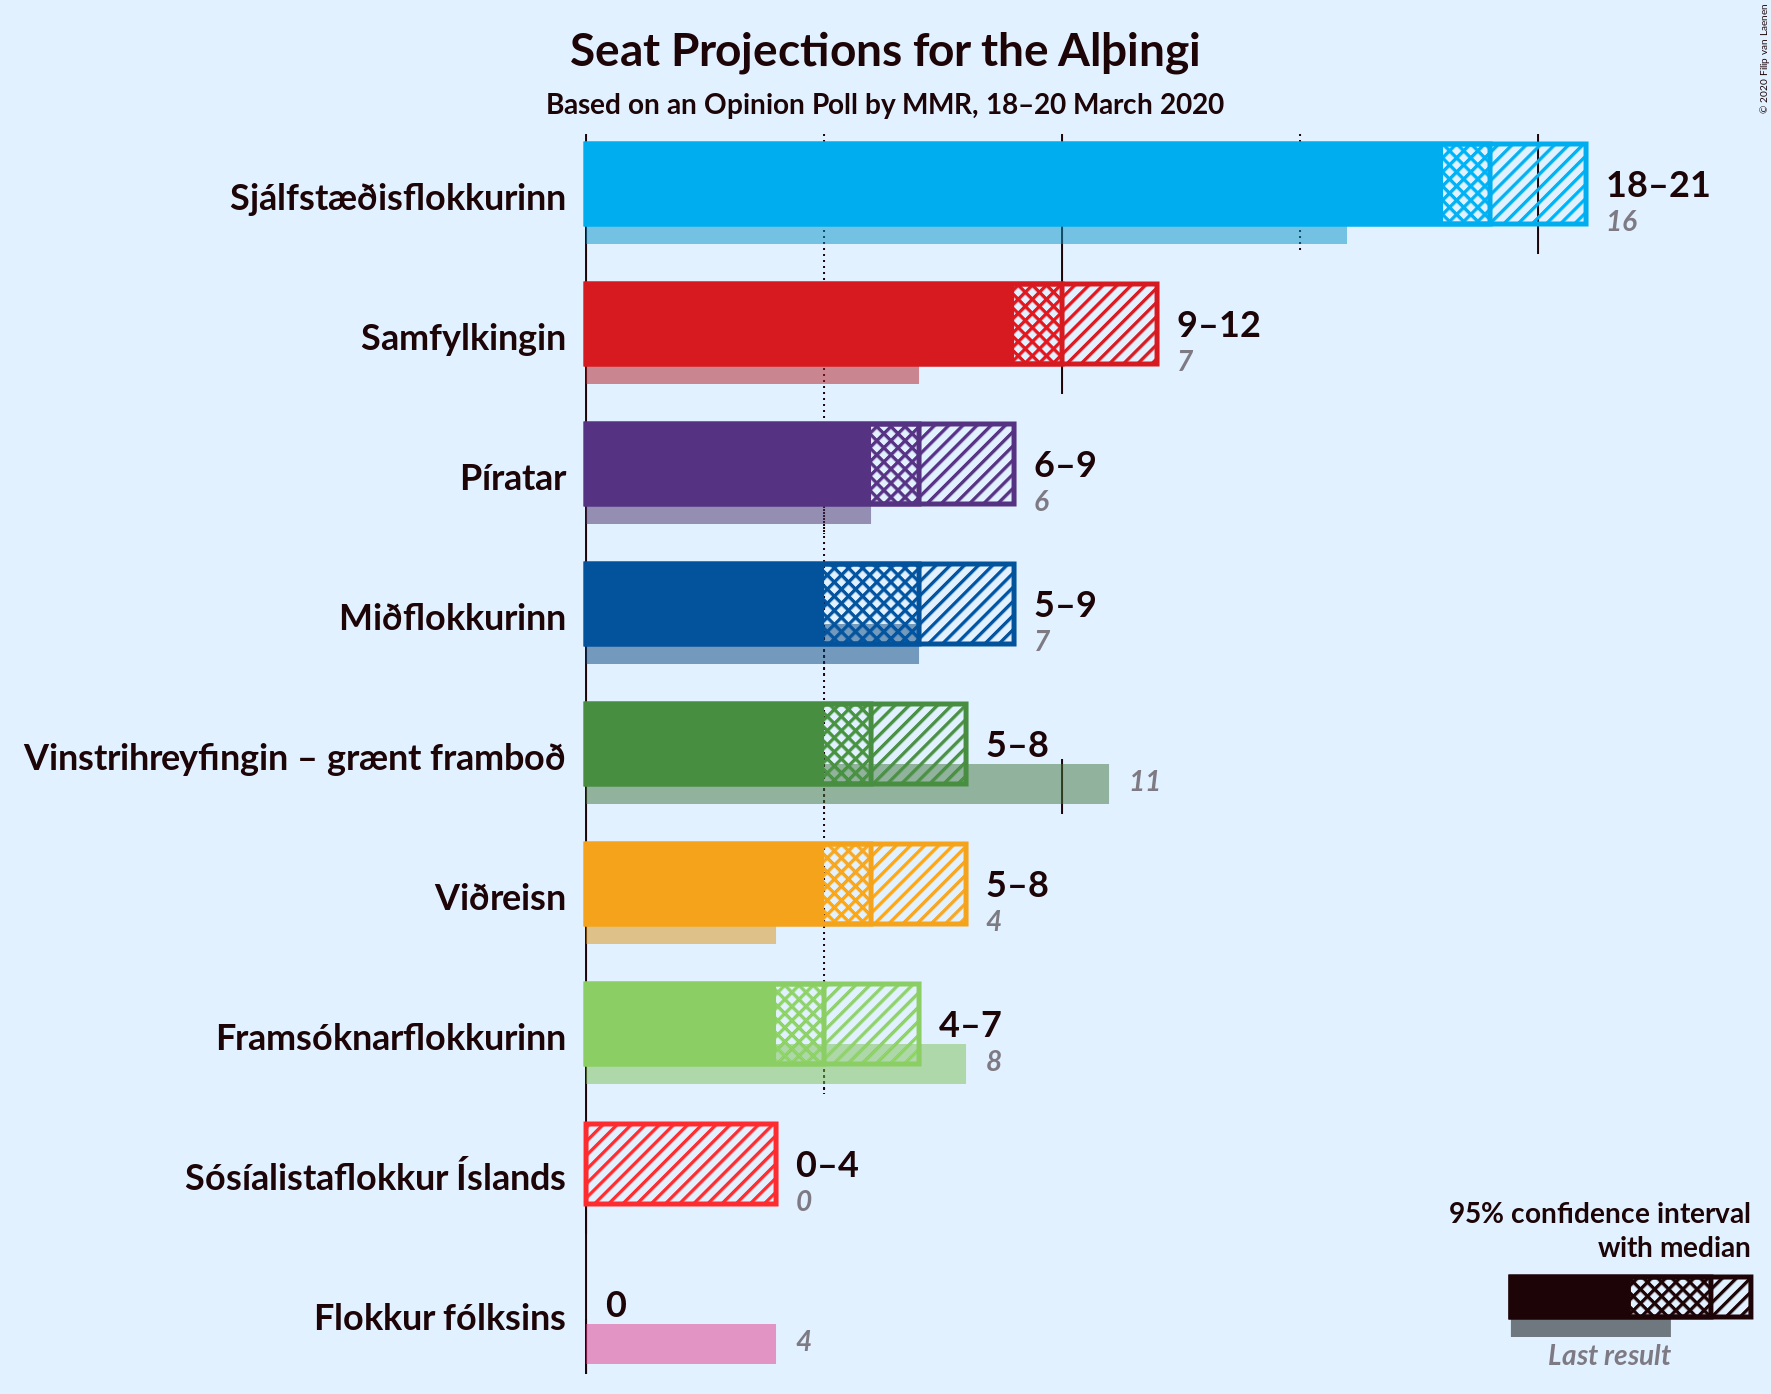 Seat Projections for the Alþingi
Based on an Opinion Poll by MMR, 18–20 March 2020
© 2020 Filip van Laenen
Sjálfstæðisflokkurinn
18–21
16
Samfylkingin
9–12
7
Píratar
6–9
6
Miðflokkurinn
5–9
7
Vinstrihreyfingin – grænt framboð
5–8
11
Viðreisn
5–8
4
Framsóknarflokkurinn
4–7
8
Sósíalistaflokkur Íslands
0–4
0
Flokkur fólksins
0
4
95% confidence interval
with median
Last result